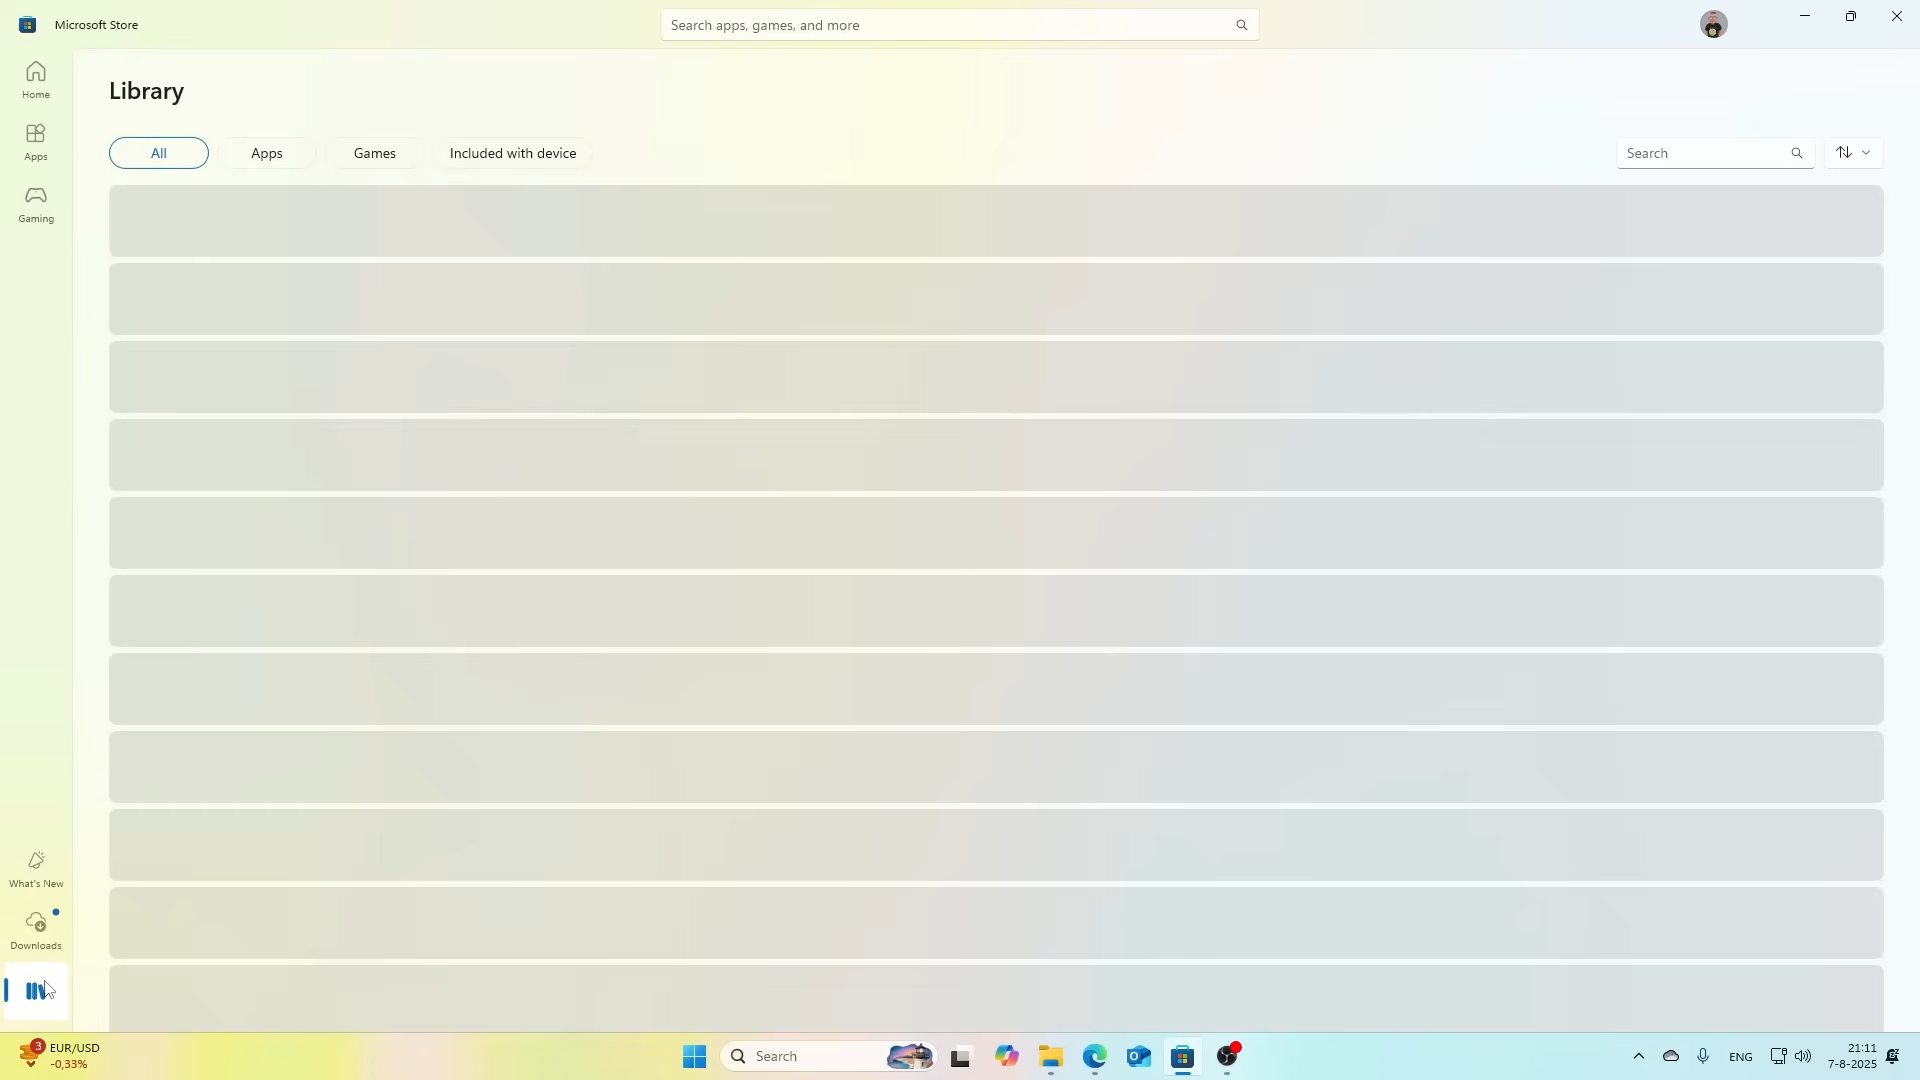 Microsoft Store
Search apps, games, and more
Home
Apps
Gaming
Library
All
Apps
Games
Included with device
Search
What's New
Downloads
3
EUR/USD
-0,33%
Search
ENG
21:11
7-8-2025